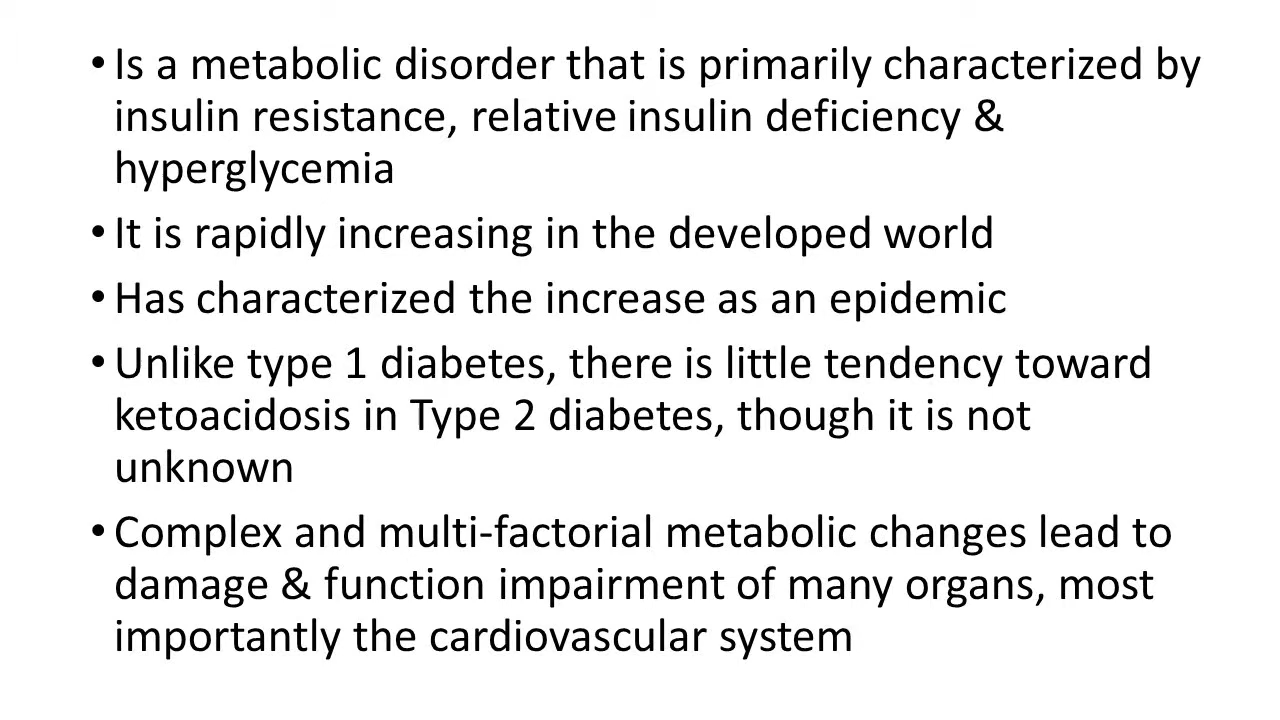 • Is a metabolic disorder that is primarily characterized by
insulin resistance, relative insulin deficiency &
hyperglycemia
• It is rapidly increasing in the developed world
• Has characterized the increase as an epidemic
• Unlike type 1 diabetes, there is little tendency toward
ketoacidosis in Type 2 diabetes, though it is not
unknown
• Complex and multi-factorial metabolic changes lead to
damage & function impairment of many organs, most
importantly the cardiovascular system